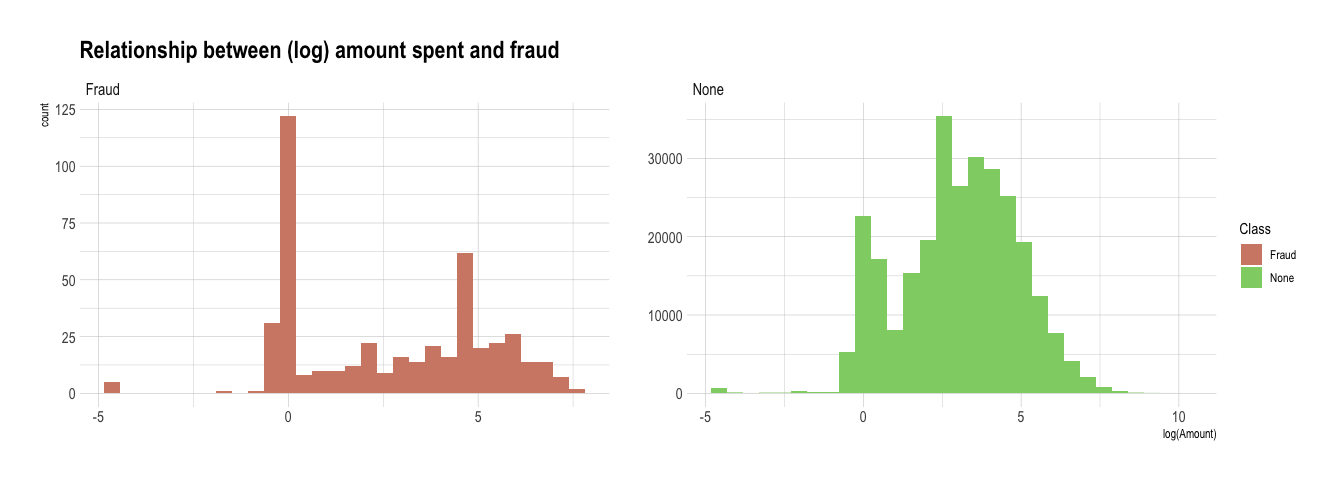 Relationship between (log) amount spent and fraud
Fraud
count
125
100
75
50
25
0
-5 0 5
None
30000
20000
10000
0
-5 0 5 10
log(Amount)
Class
Fraud
None